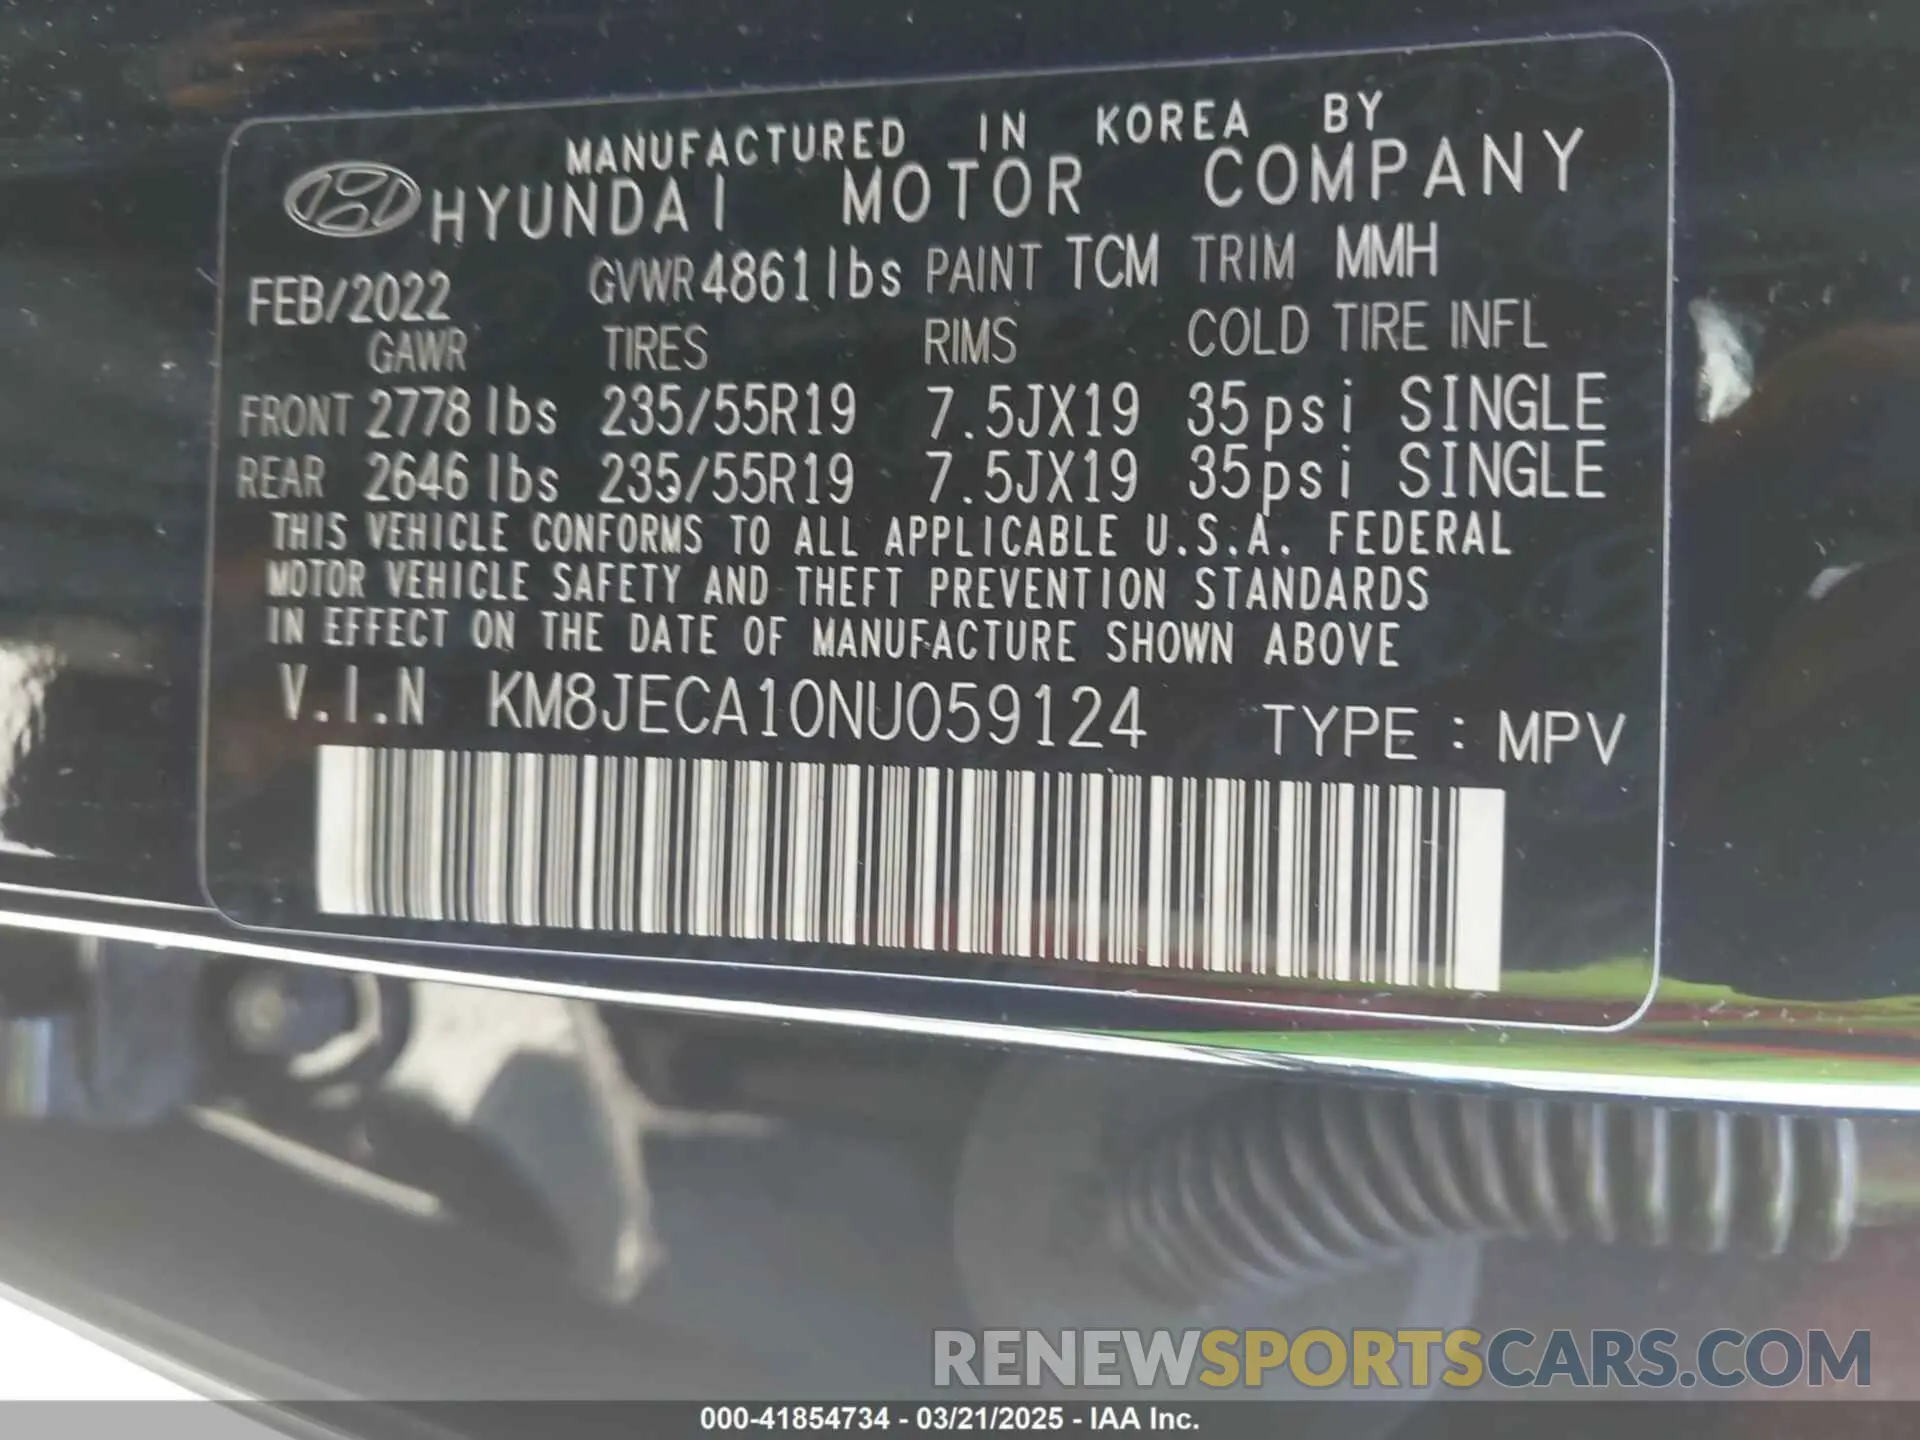 MANUFACTURED IN KOREA BY
HYUNDAI MOTOR COMPANY
FEB/2022 GVWR 4861lbs PAINT TCM TRIM MMH
GAWR TIRES RIMS COLD TIRE INFL
FRONT 2778lbs 235/55R19 7.5JX19 35psi SINGLE
REAR 2646lbs 235/55R19 7.5JX19 35psi SINGLE
THIS VEHICLE CONFORMS TO ALL APPLICABLE U.S.A. FEDERAL
MOTOR VEHICLE SAFETY AND THEFT PREVENTION STANDARDS
IN EFFECT ON THE DATE OF MANUFACTURE SHOWN ABOVE
V.I.N KM8JECA10NU059124 TYPE : MPV
RENEWSPORTSCARS.COM
000-41854734 - 03/21/2025 - IAA Inc.